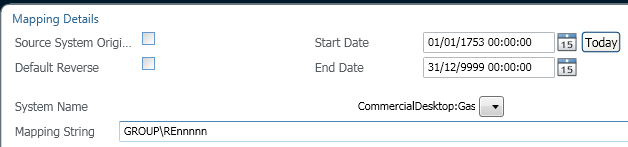 Mapping Details
Source System Origi... Start Date 01/01/1753 00:00:00 15 Today
Default Reverse End Date 31/12/9999 00:00:00 15
System Name CommercialDesktop:Gas
Mapping String GROUP\REnnnnn